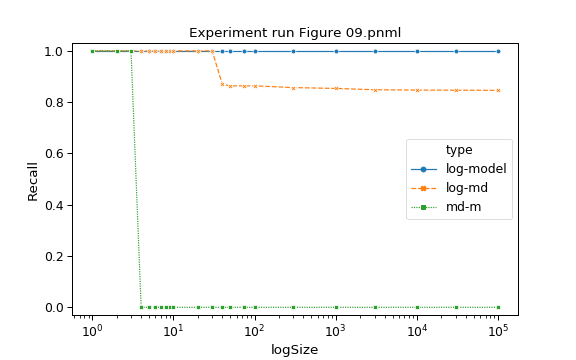 Experiment run Figure 09.pnml
1.0
0.8
0.6
0.4
0.2
0.0
Recall
type
log-model
log-md
md-m
10⁰ 10¹ 10² 10³ 10⁴ 10⁵
logSize